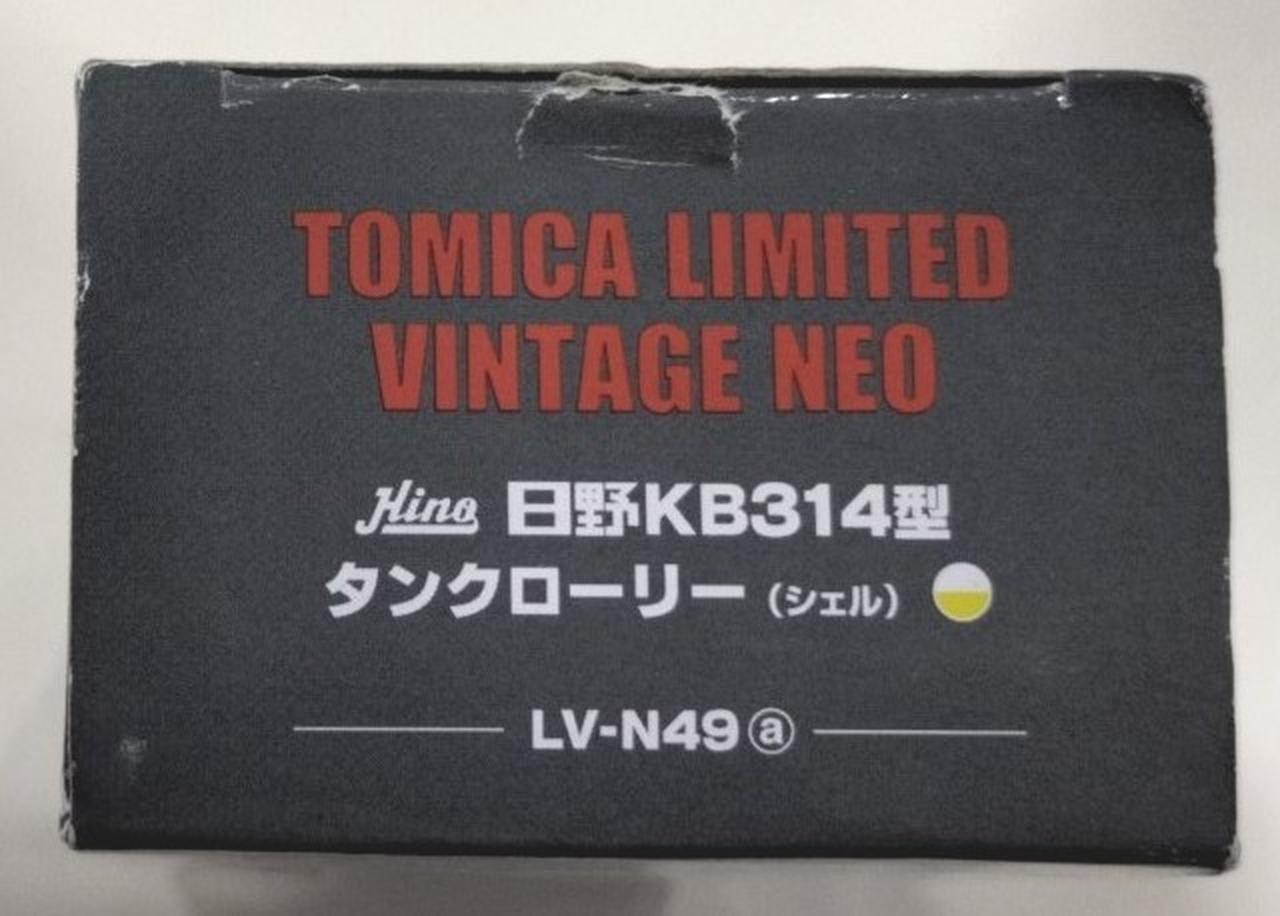 TOMICA LIMITED
VINTAGE NEO
Hino 日野KB314型
タンクローリー（シェル）
LV-N49ⓐ